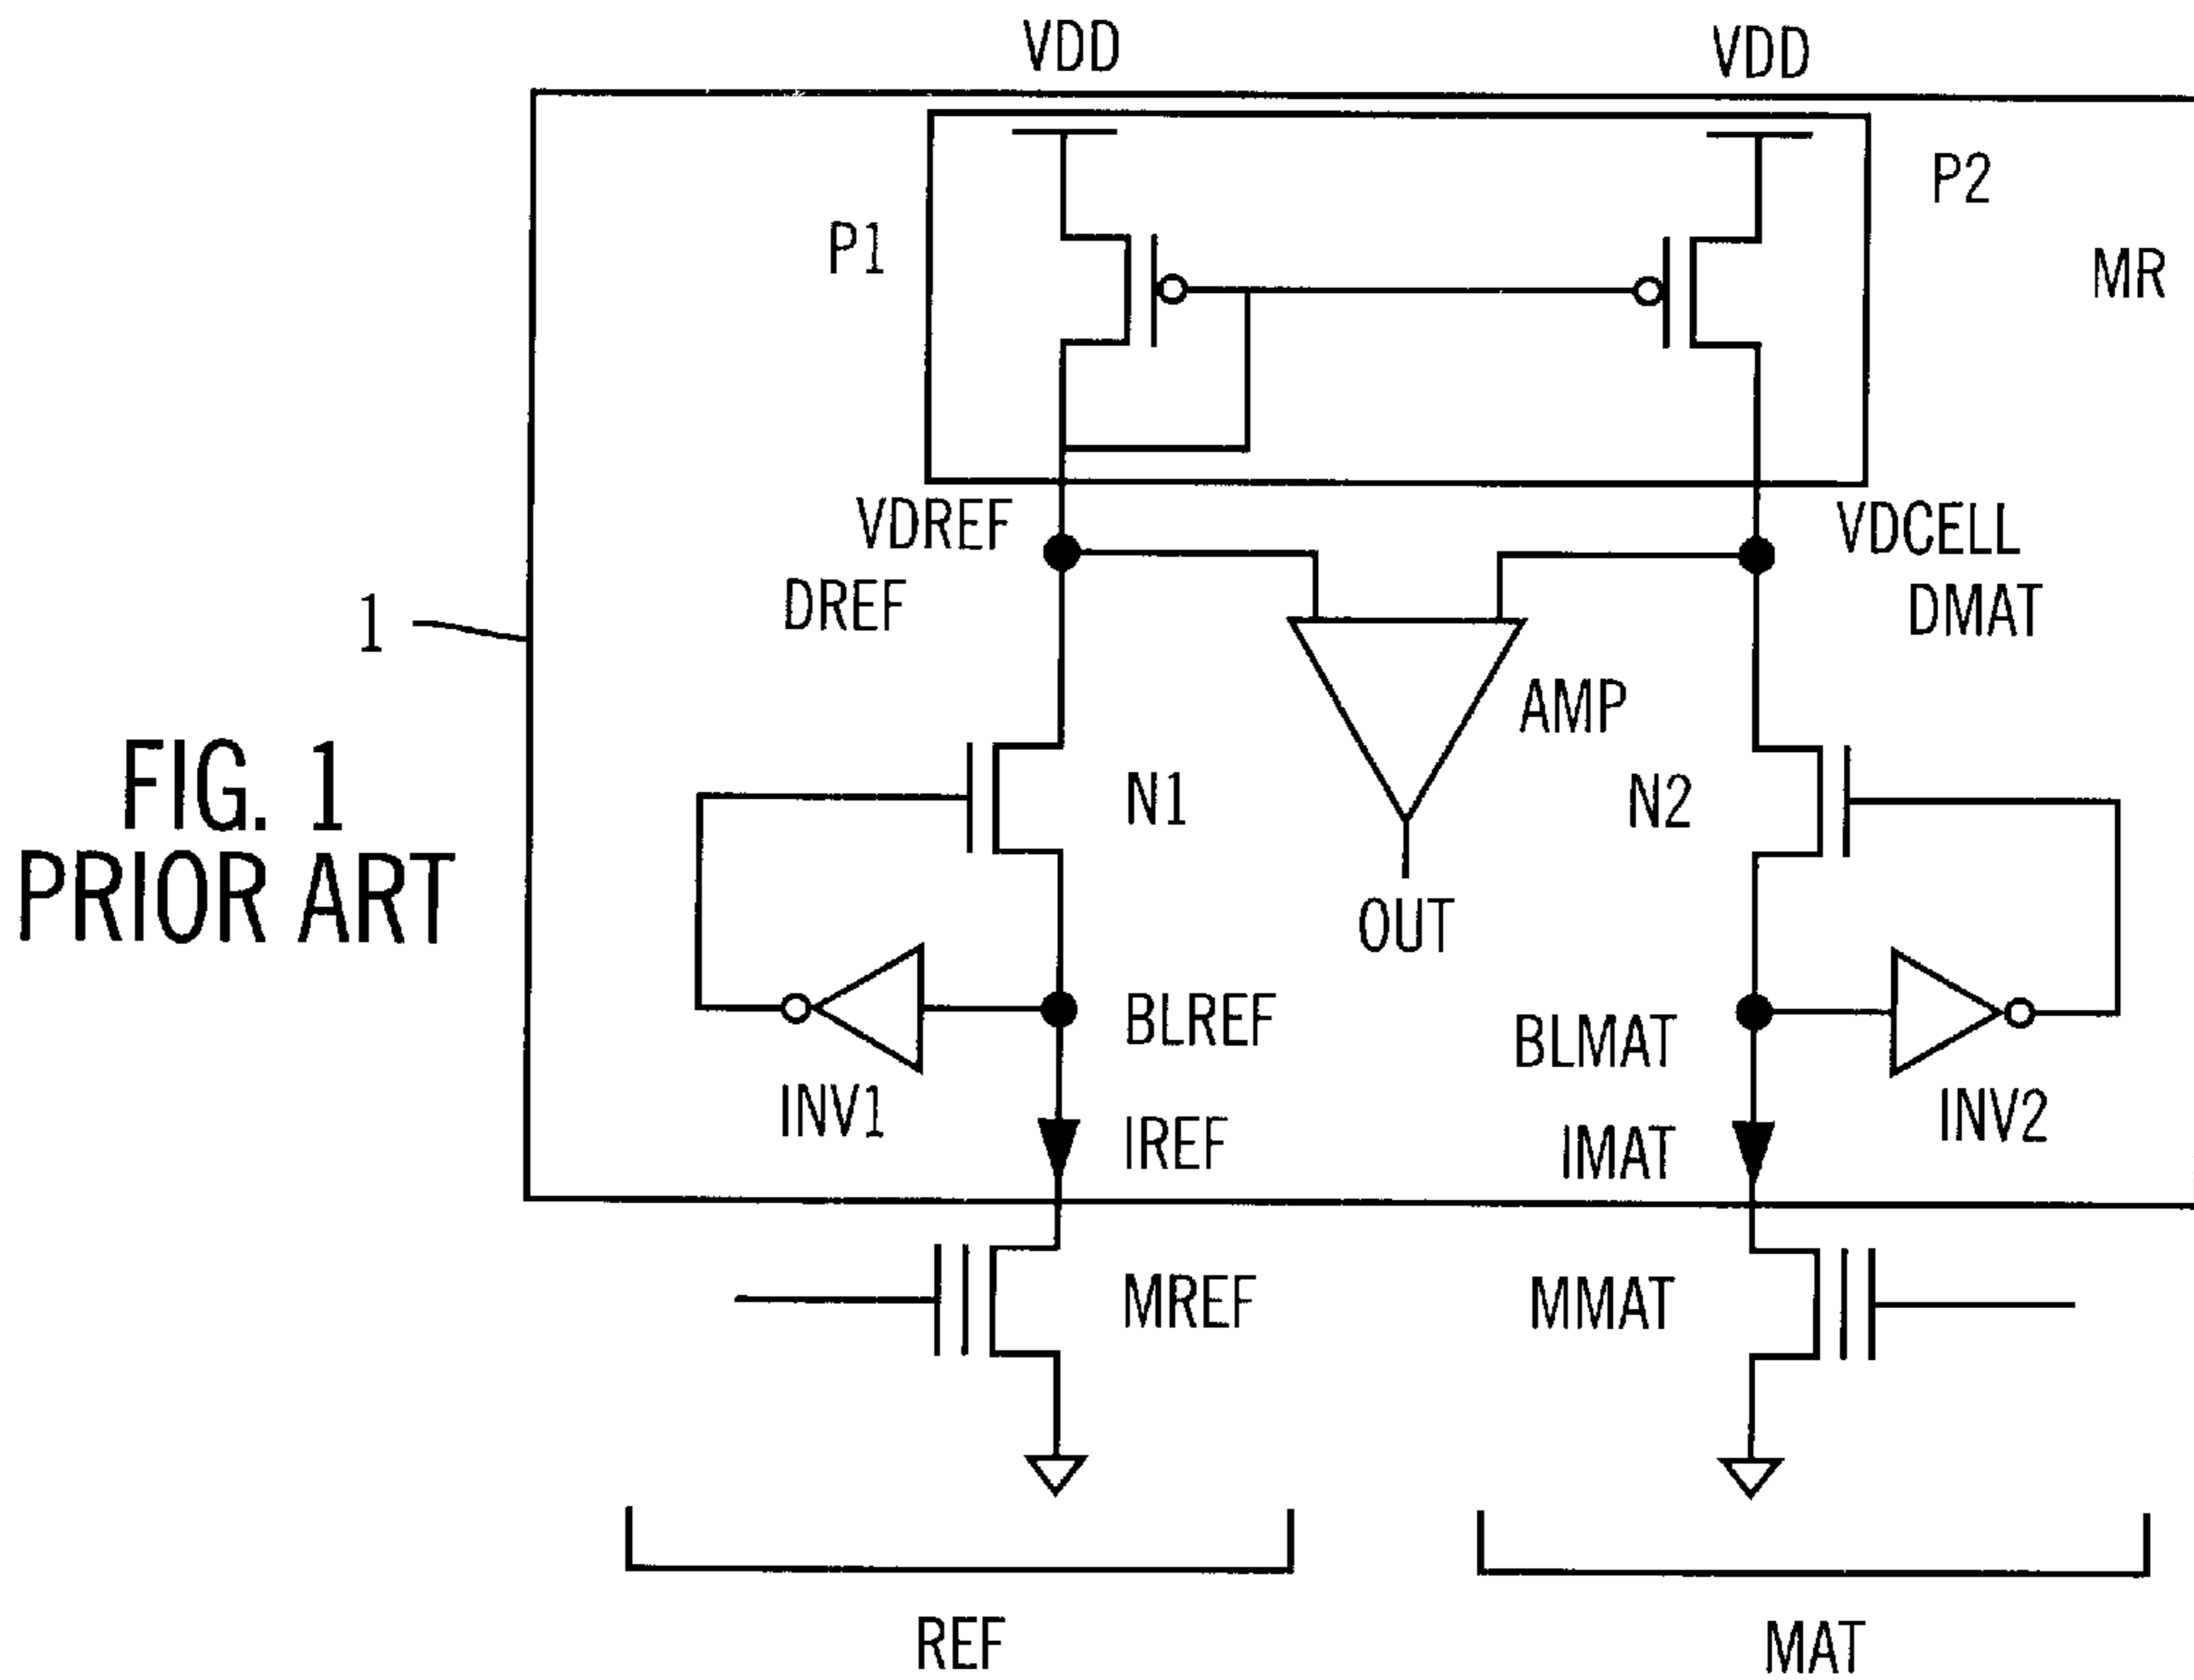 VDD
VDD
P1
P2
MR
VDREF
DREF
VDCELL
DMAT
1
AMP
FIG. 1
PRIOR ART
N1
N2
OUT
BLREF
BLMAT
INV1
INV2
IREF
IMAT
MREF
MMAT
REF
MAT